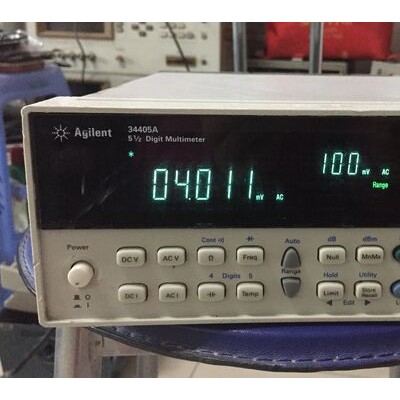 Agilent
34405A
5½ Digit Multimeter
*
04.011 mV AC
100 mV AC
Range
Power
Cont
Auto
dB
dBm
DC V
AC V
Ω
Freq
Null
MnMx
O
I
4 Digits 5
Range
Hold
Utility
DC I
AC I
Temp
Limit
Store
Recall
Edit